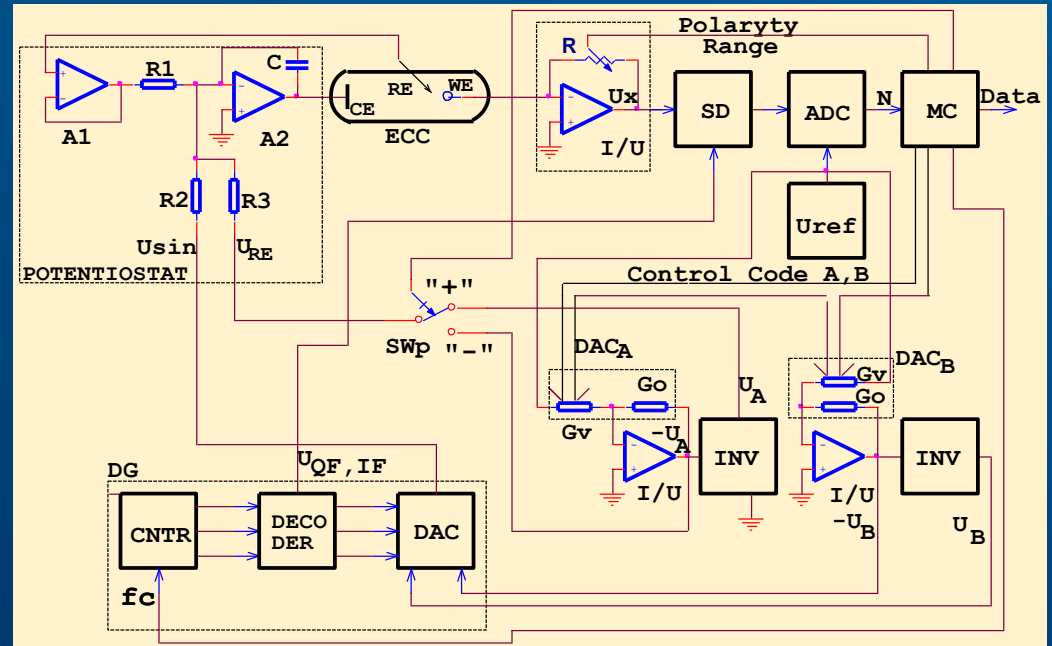 Polaryty
Range
R1
C
R
A1
A2
RE
WE
CE
ECC
Ux
I/U
SD
ADC
N
MC
Data
R2
R3
Usin
URE
POTENTIOSTAT
Uref
Control Code A,B
"+"
SWp
"-"
DACA
DACB
Gv
Go
UA
Gv
Go
-UA
I/U
INV
I/U
INV
-UB
UB
DG
UQF,IF
CNTR
DECO
DER
DAC
fc
+
-
-
+
-
+
-
+
-
+